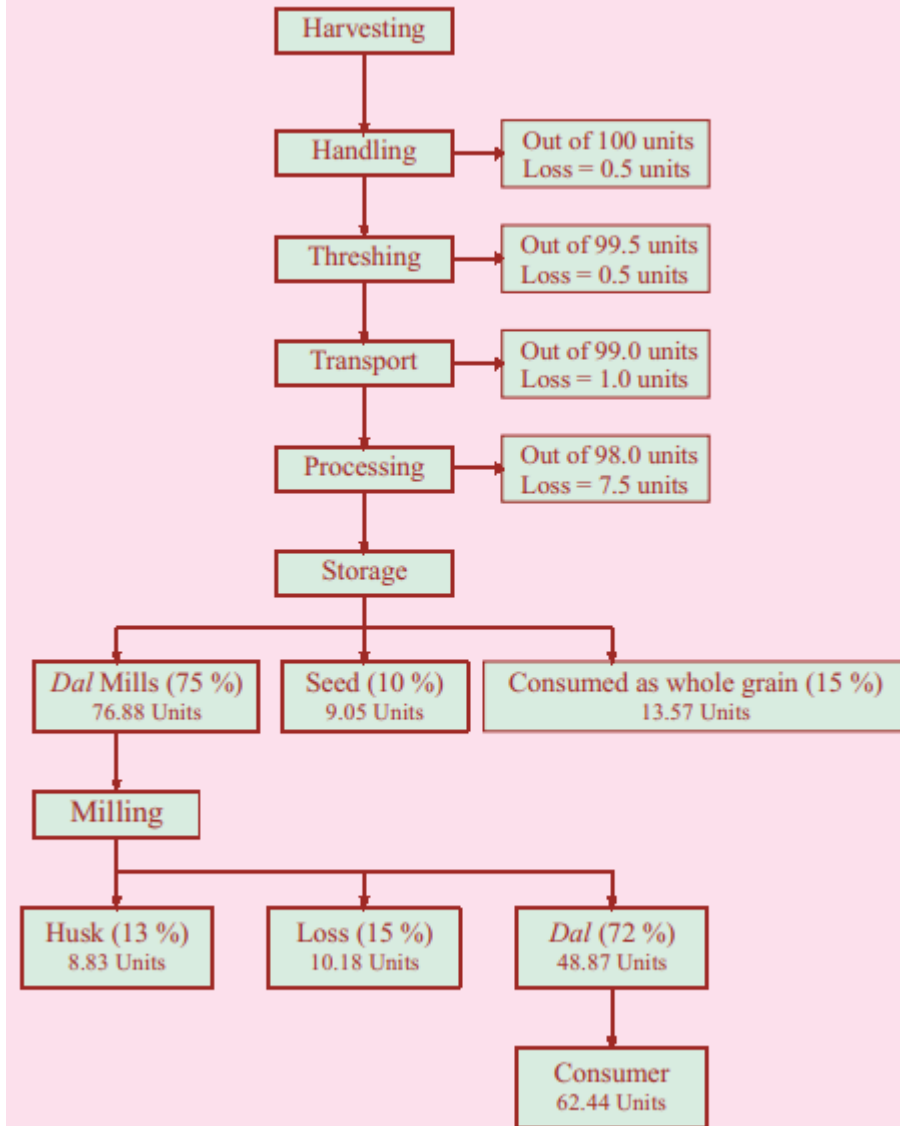 Harvesting
Handling
Out of 100 units
Loss = 0.5 units
Threshing
Out of 99.5 units
Loss = 0.5 units
Transport
Out of 99.0 units
Loss = 1.0 units
Processing
Out of 98.0 units
Loss = 7.5 units
Storage
Dal Mills (75 %)
76.88 Units
Seed (10 %)
9.05 Units
Consumed as whole grain (15 %)
13.57 Units
Milling
Husk (13 %)
8.83 Units
Loss (15 %)
10.18 Units
Dal (72 %)
48.87 Units
Consumer
62.44 Units